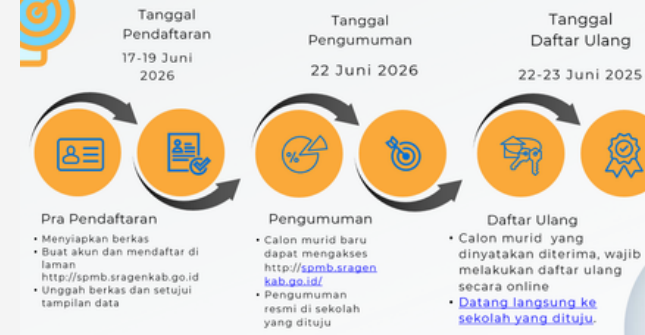 Tanggal
Pendaftaran
17-19 Juni
2026
Tanggal
Pengumuman
22 Juni 2026
Tanggal
Daftar Ulang
22-23 Juni 2025
%
Pra Pendaftaran
• Menyiapkan berkas
• Buat akun dan mendaftar di
laman
http://spmb.sragenkab.go.id
• Unggah berkas dan setujui
tampilan data
Pengumuman
• Calon murid baru
dapat mengakses
http://spmb.sragen
kab.go.id/
• Pengumuman
resmi di sekolah
yang dituju
Daftar Ulang
• Calon murid yang
dinyatakan diterima, wajib
melakukan daftar ulang
secara online
• Datang langsung ke
sekolah yang dituju.